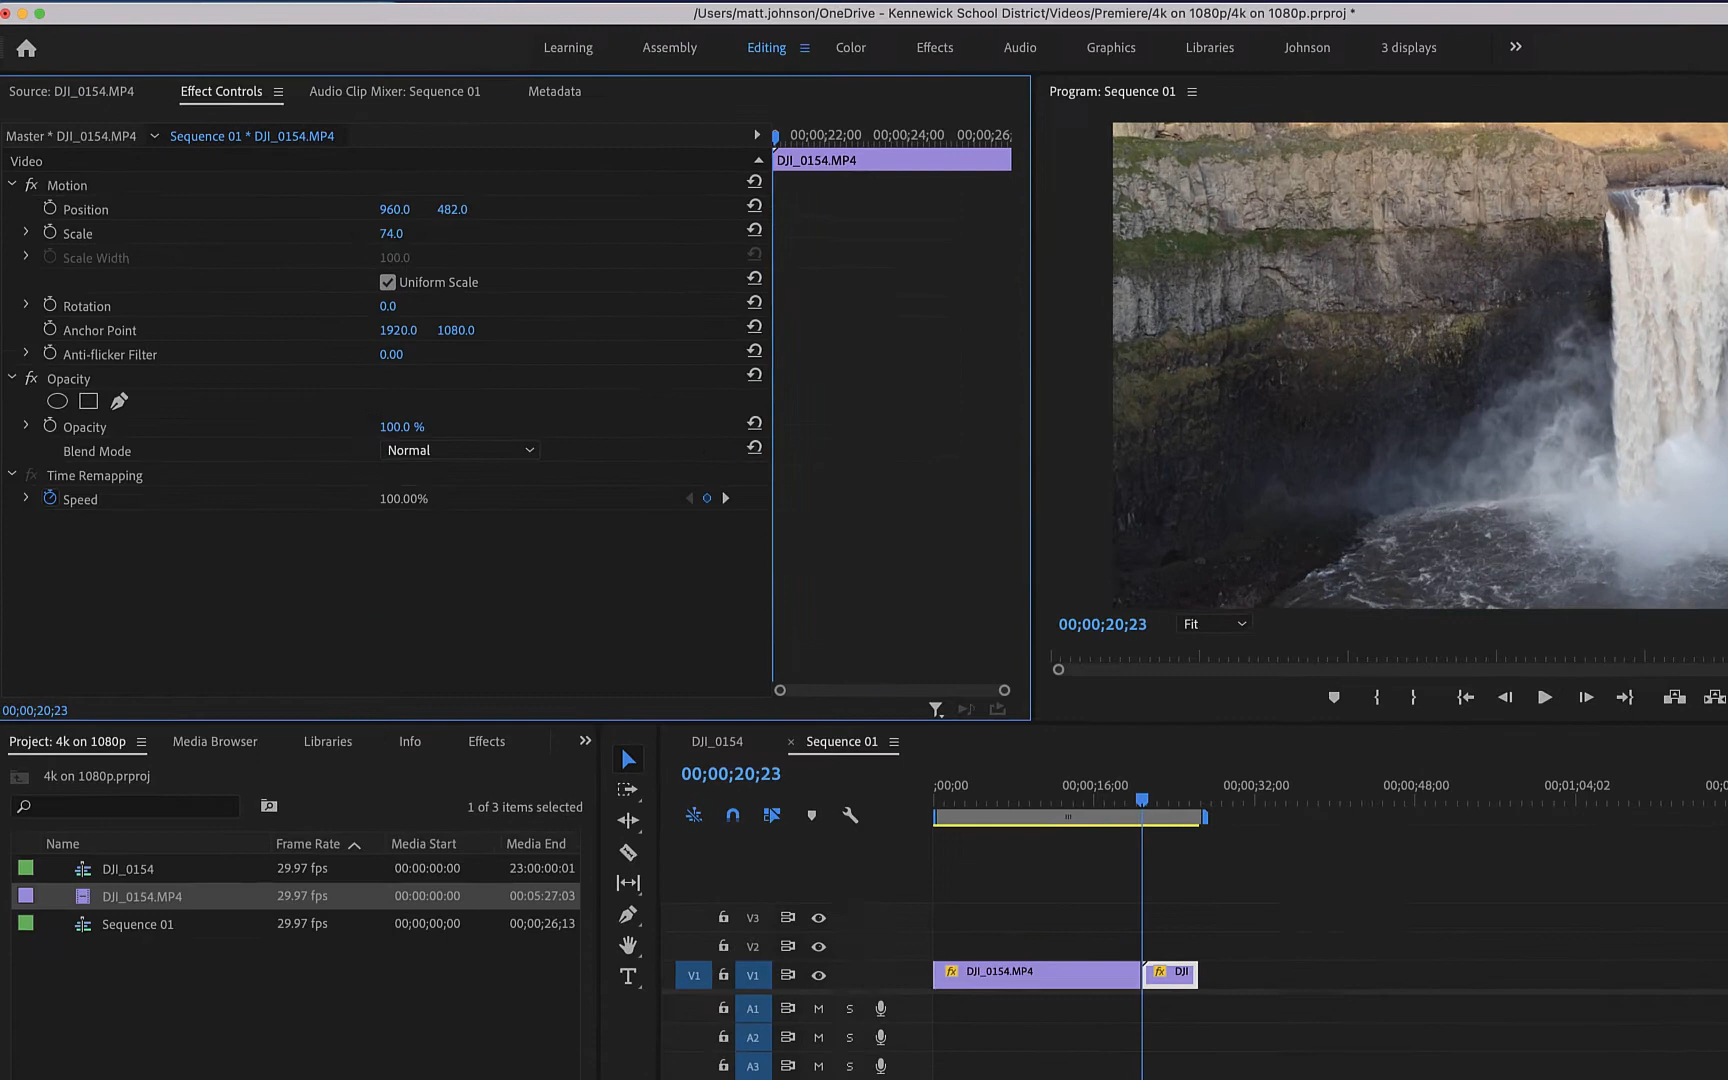 /Users/matt.johnson/OneDrive - Kennewick School District/Videos/Premiere/4k on 1080p/4k on 1080p.prproj *
Learning Assembly Editing Color Effects Audio Graphics Libraries Johnson 3 displays
Source: DJI_0154.MP4 Effect Controls Audio Clip Mixer: Sequence 01 Metadata
Program: Sequence 01
Master * DJI_0154.MP4 Sequence 01 * DJI_0154.MP4
00;00;22;00 00;00;24;00 00;00;26;
Video
DJI_0154.MP4
fx Motion
Position 960.0 482.0
Scale 74.0
Scale Width 100.0
Uniform Scale
Rotation 0.0
Anchor Point 1920.0 1080.0
Anti-flicker Filter 0.00
fx Opacity
Opacity 100.0 %
Blend Mode Normal
fx Time Remapping
Speed 100.00%
00;00;20;23
00;00;20;23 Fit
Project: 4k on 1080p Media Browser Libraries Info Effects
4k on 1080p.prproj
1 of 3 items selected
Name Frame Rate Media Start Media End
DJI_0154 29.97 fps 00:00:00:00 23:00:00:01
DJI_0154.MP4 29.97 fps 00:00:00:00 00:05:27:03
Sequence 01 29.97 fps 00;00;00;00 00;00;26;13
DJI_0154 × Sequence 01
00;00;20;23
;00;00 00;00;16;00 00;00;32;00 00;00;48;00 00;01;04;02 00;0
V3
V2
V1 V1 fx DJI_0154.MP4 fx DJI
A1 M S
A2 M S
A3 M S